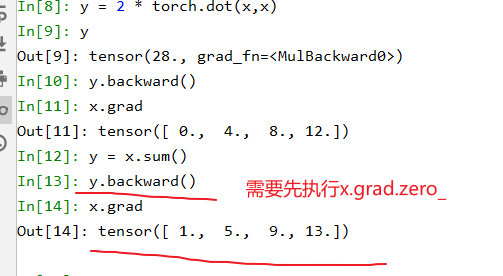 In[8]: y = 2 * torch.dot(x,x)
In[9]: y
Out[9]: tensor(28., grad_fn=<MulBackward0>)
In[10]: y.backward()
In[11]: x.grad
Out[11]: tensor([ 0.,  4.,  8., 12.])
In[12]: y = x.sum()
In[13]: y.backward()
需要先执行x.grad.zero_
In[14]: x.grad
Out[14]: tensor([ 1.,  5.,  9., 13.])